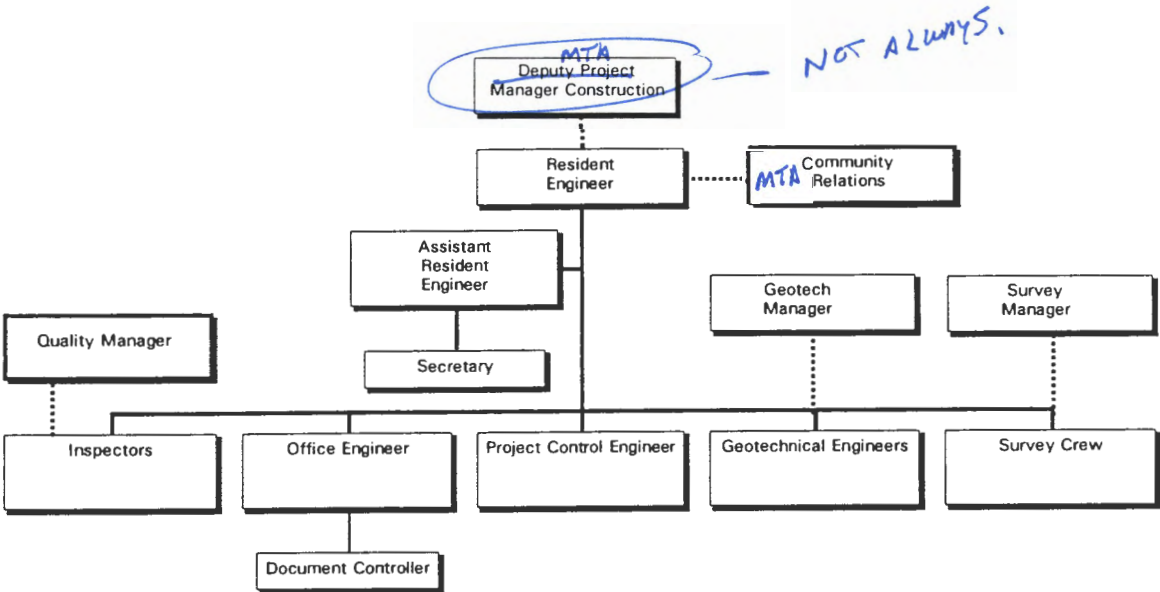 NOT ALWAYS.
MTA
Deputy Project
Manager Construction
Resident
Engineer
Community
MTA Relations
Assistant
Resident
Engineer
Geotech
Manager
Survey
Manager
Quality Manager
Secretary
Inspectors
Office Engineer
Project Control Engineer
Geotechnical Engineers
Survey Crew
Document Controller